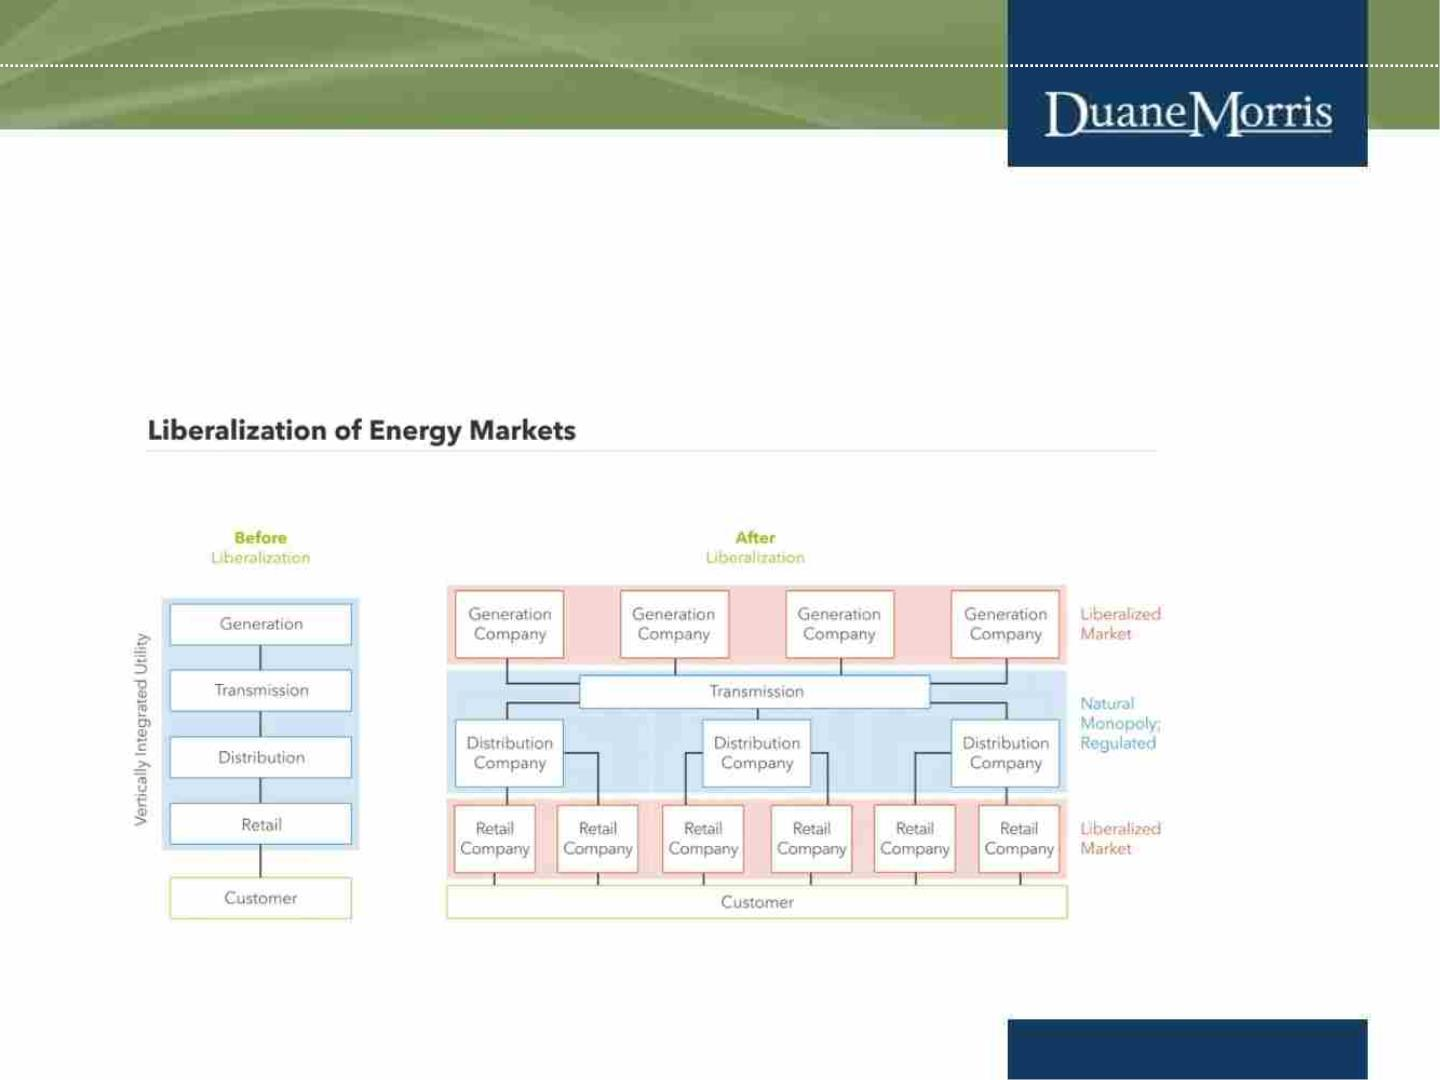 DuaneMorris
Liberalization of Energy Markets
Before
Liberalization
After
Liberalization
Vertically Integrated Utility
Generation
Transmission
Distribution
Retail
Customer
Generation
Company
Generation
Company
Generation
Company
Generation
Company
Liberalized
Market
Transmission
Natural
Monopoly;
Regulated
Distribution
Company
Distribution
Company
Distribution
Company
Retail
Company
Retail
Company
Retail
Company
Retail
Company
Retail
Company
Retail
Company
Liberalized
Market
Customer